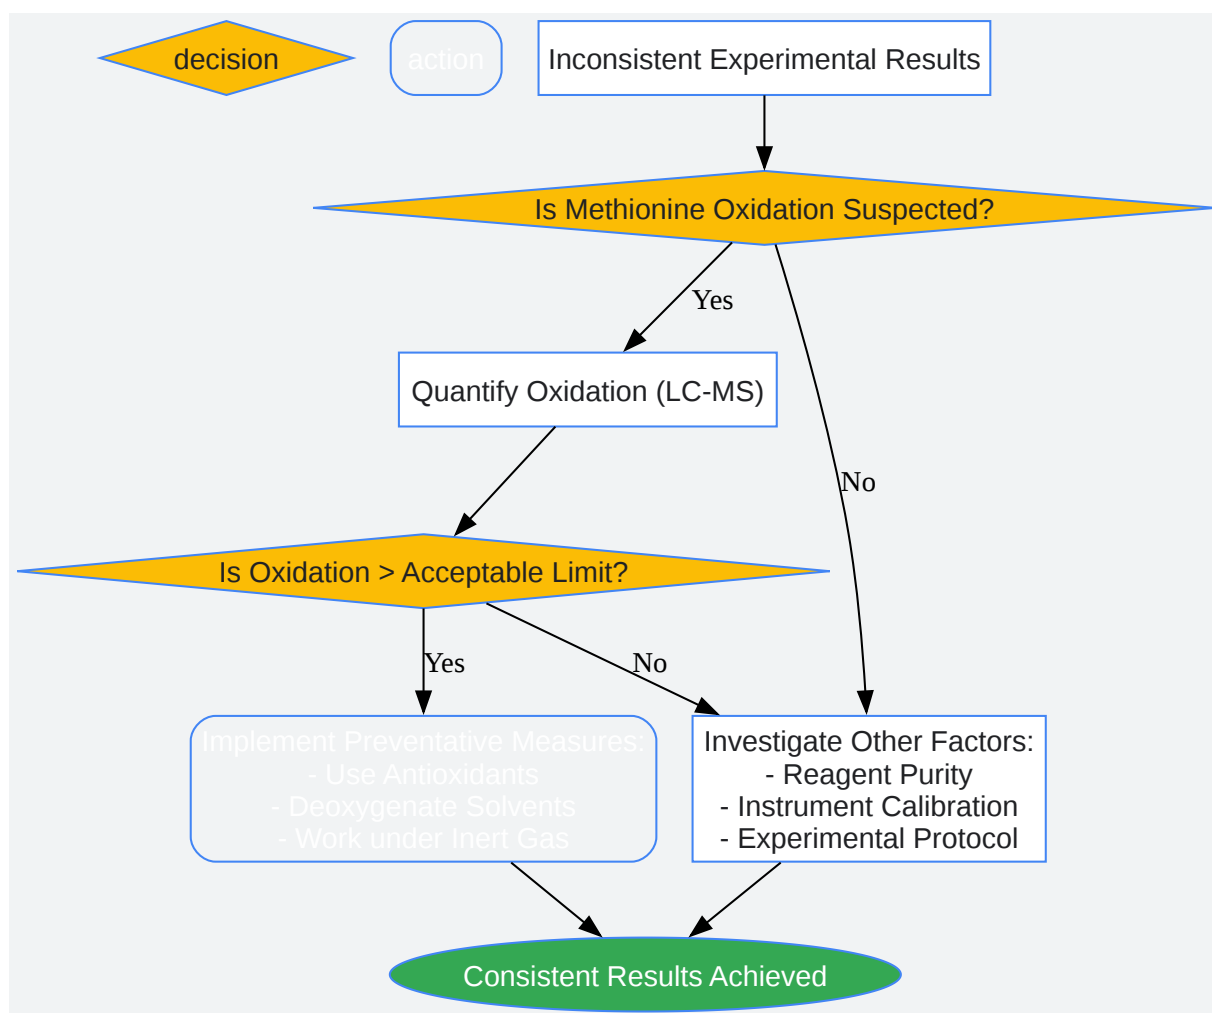 decision
action
Inconsistent Experimental Results
Is Methionine Oxidation Suspected?
Yes
Quantify Oxidation (LC-MS)
No
Is Oxidation > Acceptable Limit?
Yes
No
Implement Preventative Measures:
- Use Antioxidants
- Deoxygenate Solvents
- Work under Inert Gas
Investigate Other Factors:
- Reagent Purity
- Instrument Calibration
- Experimental Protocol
Consistent Results Achieved